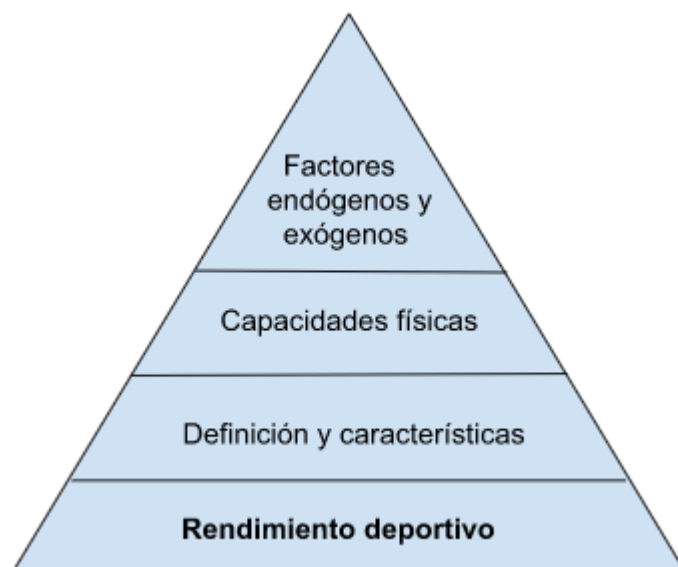 Factores
endógenos y
exógenos
Capacidades físicas
Definición y características
Rendimiento deportivo